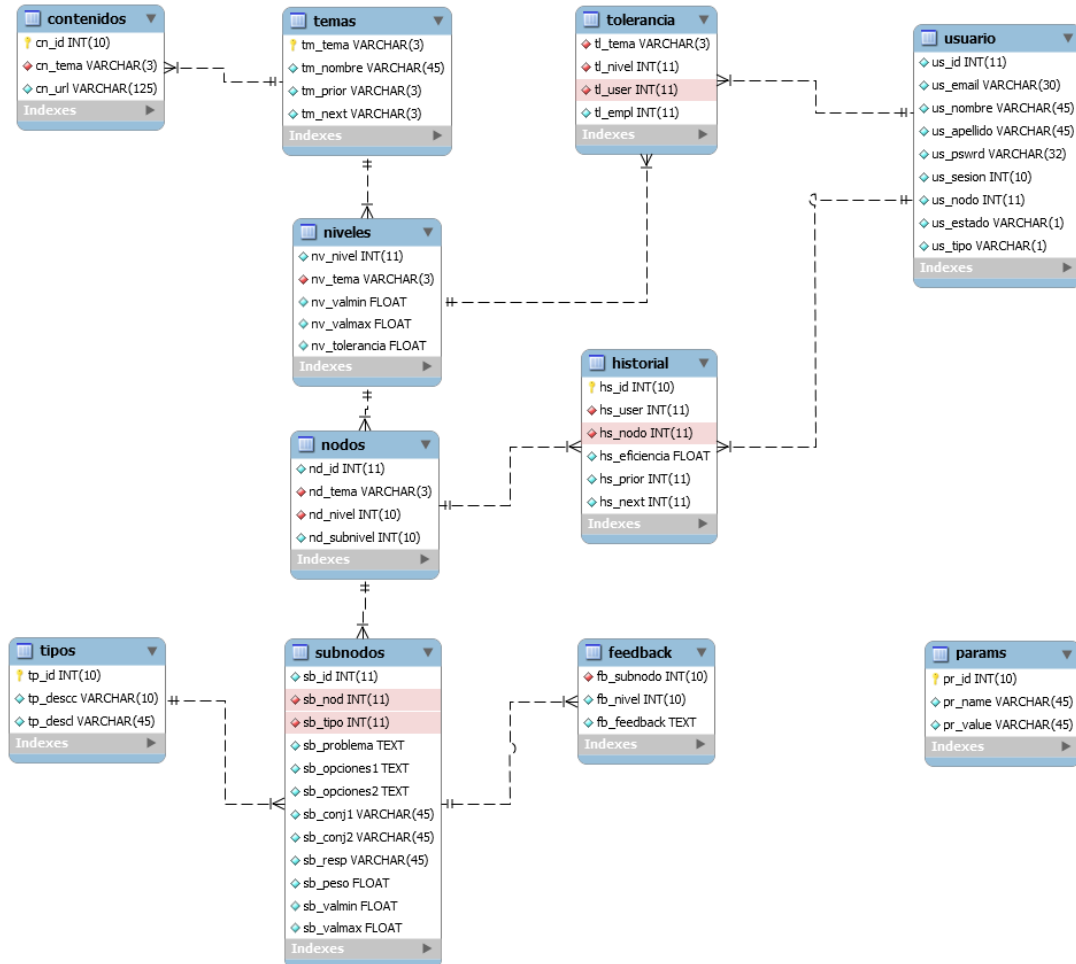 contenidos
cn_id INT(10)
cn_tema VARCHAR(3)
cn_url VARCHAR(125)
Indexes
temas
tm_tema VARCHAR(3)
tm_nombre VARCHAR(45)
tm_prior VARCHAR(3)
tm_next VARCHAR(3)
Indexes
tolerancia
tl_tema VARCHAR(3)
tl_nivel INT(11)
tl_user INT(11)
tl_empl INT(11)
Indexes
usuario
us_id INT(11)
us_email VARCHAR(30)
us_nombre VARCHAR(45)
us_apellido VARCHAR(45)
us_pswrd VARCHAR(32)
us_sesion INT(10)
us_nodo INT(11)
us_estado VARCHAR(1)
us_tipo VARCHAR(1)
Indexes
niveles
nv_nivel INT(11)
nv_tema VARCHAR(3)
nv_valmin FLOAT
nv_valmax FLOAT
nv_tolerancia FLOAT
Indexes
historial
hs_id INT(10)
hs_user INT(11)
hs_nodo INT(11)
hs_eficiencia FLOAT
hs_prior INT(11)
hs_next INT(11)
Indexes
nodos
nd_id INT(11)
nd_tema VARCHAR(3)
nd_nivel INT(10)
nd_subnivel INT(10)
Indexes
tipos
tp_id INT(10)
tp_descc VARCHAR(10)
tp_descl VARCHAR(45)
Indexes
subnodos
sb_id INT(11)
sb_nod INT(11)
sb_tipo INT(11)
sb_problema TEXT
sb_opciones1 TEXT
sb_opciones2 TEXT
sb_conj1 VARCHAR(45)
sb_conj2 VARCHAR(45)
sb_resp VARCHAR(45)
sb_peso FLOAT
sb_valmin FLOAT
sb_valmax FLOAT
Indexes
feedback
fb_subnodo INT(10)
fb_nivel INT(10)
fb_feedback TEXT
Indexes
params
pr_id INT(10)
pr_name VARCHAR(45)
pr_value VARCHAR(45)
Indexes